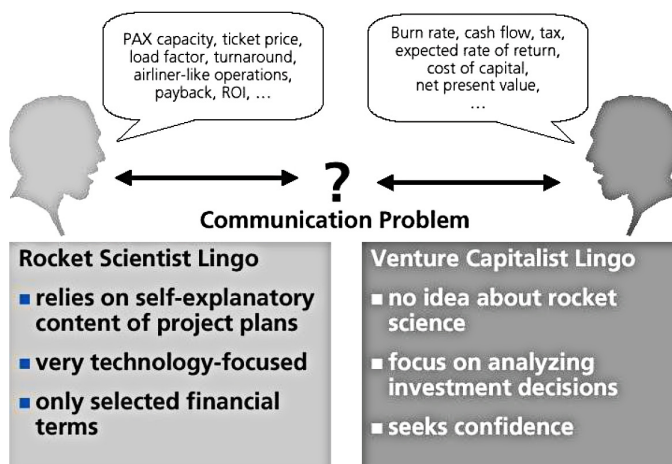 PAX capacity, ticket price,
load factor, turnaround,
airliner-like operations,
payback, ROI, ...
Burn rate, cash flow, tax,
expected rate of return,
cost of capital,
net present value,
...
?
Communication Problem
Rocket Scientist Lingo
relies on self-explanatory
content of project plans
very technology-focused
only selected financial
terms
Venture Capitalist Lingo
no idea about rocket
science
focus on analyzing
investment decisions
seeks confidence